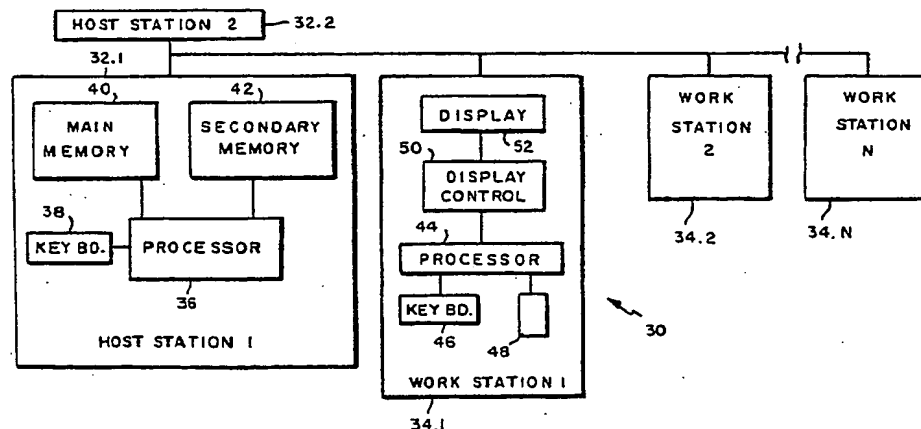 HOST STATION 2
32.2
32.1
40
MAIN
MEMORY
42
SECONDARY
MEMORY
38
KEY BD.
PROCESSOR
36
HOST STATION 1
DISPLAY
52
50
DISPLAY
CONTROL
44
PROCESSOR
KEY BD.
46
48
WORK STATION 1
34.1
30
WORK
STATION
2
34.2
WORK
STATION
N
34.N